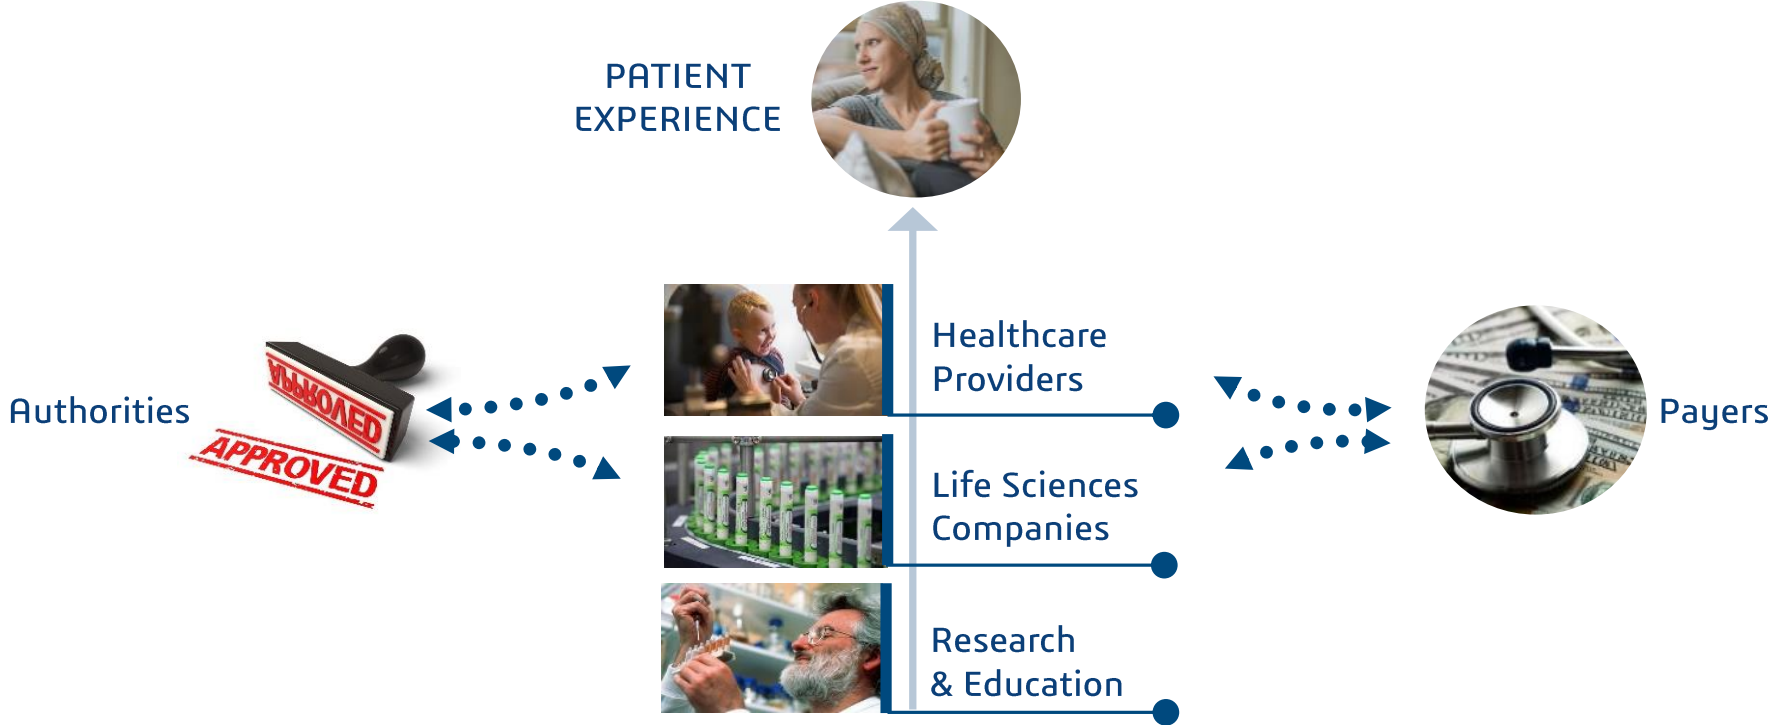 PATIENT
EXPERIENCE
Healthcare
Providers
APPROVED
Authorities
APPROVED
Payers
Life Sciences
Companies
Research
& Education